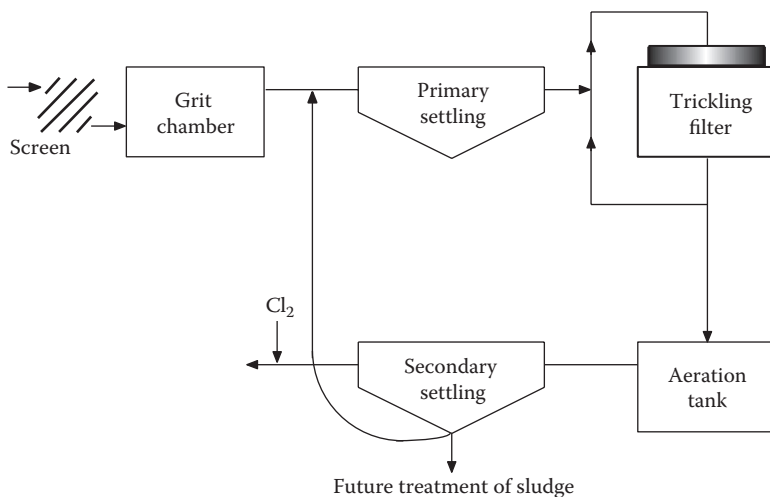 Screen
Grit
chamber
Primary
settling
Trickling
filter
Cl₂
Secondary
settling
Aeration
tank
Future treatment of sludge